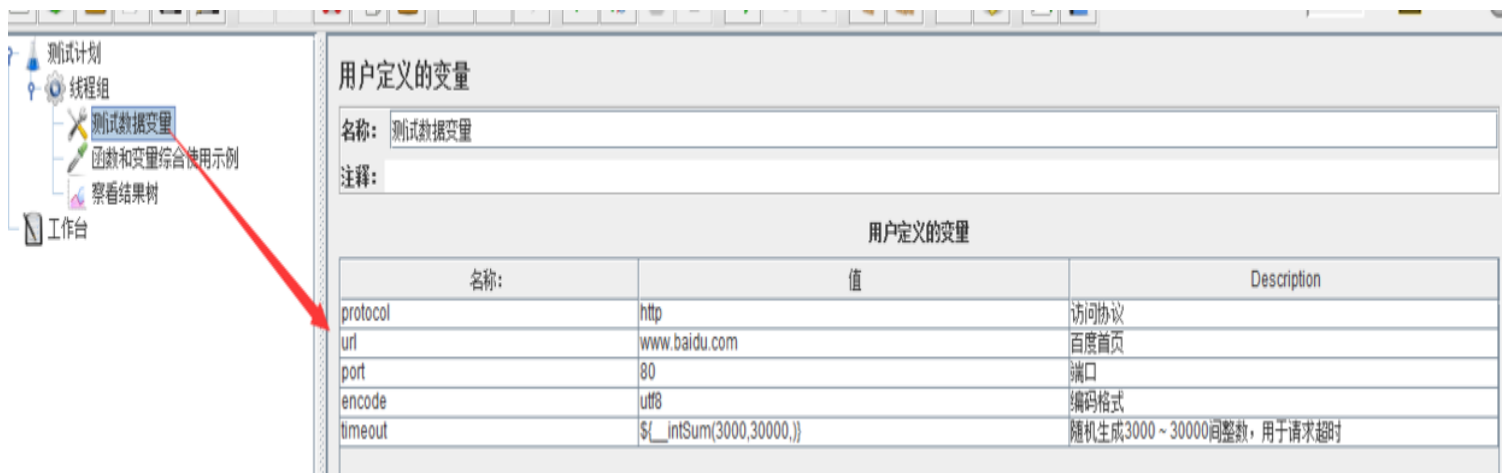 测试计划
线程组
测试数据变量
函数和变量综合使用示例
察看结果树
工作台
用户定义的变量
名称： 测试数据变量
注释：
用户定义的变量
名称： 值 Description
protocol http 访问协议
url www.baidu.com 百度首页
port 80 端口
encode utf8 编码格式
timeout ${__intSum(3000,30000,)} 随机生成3000 ~ 30000间整数，用于请求超时